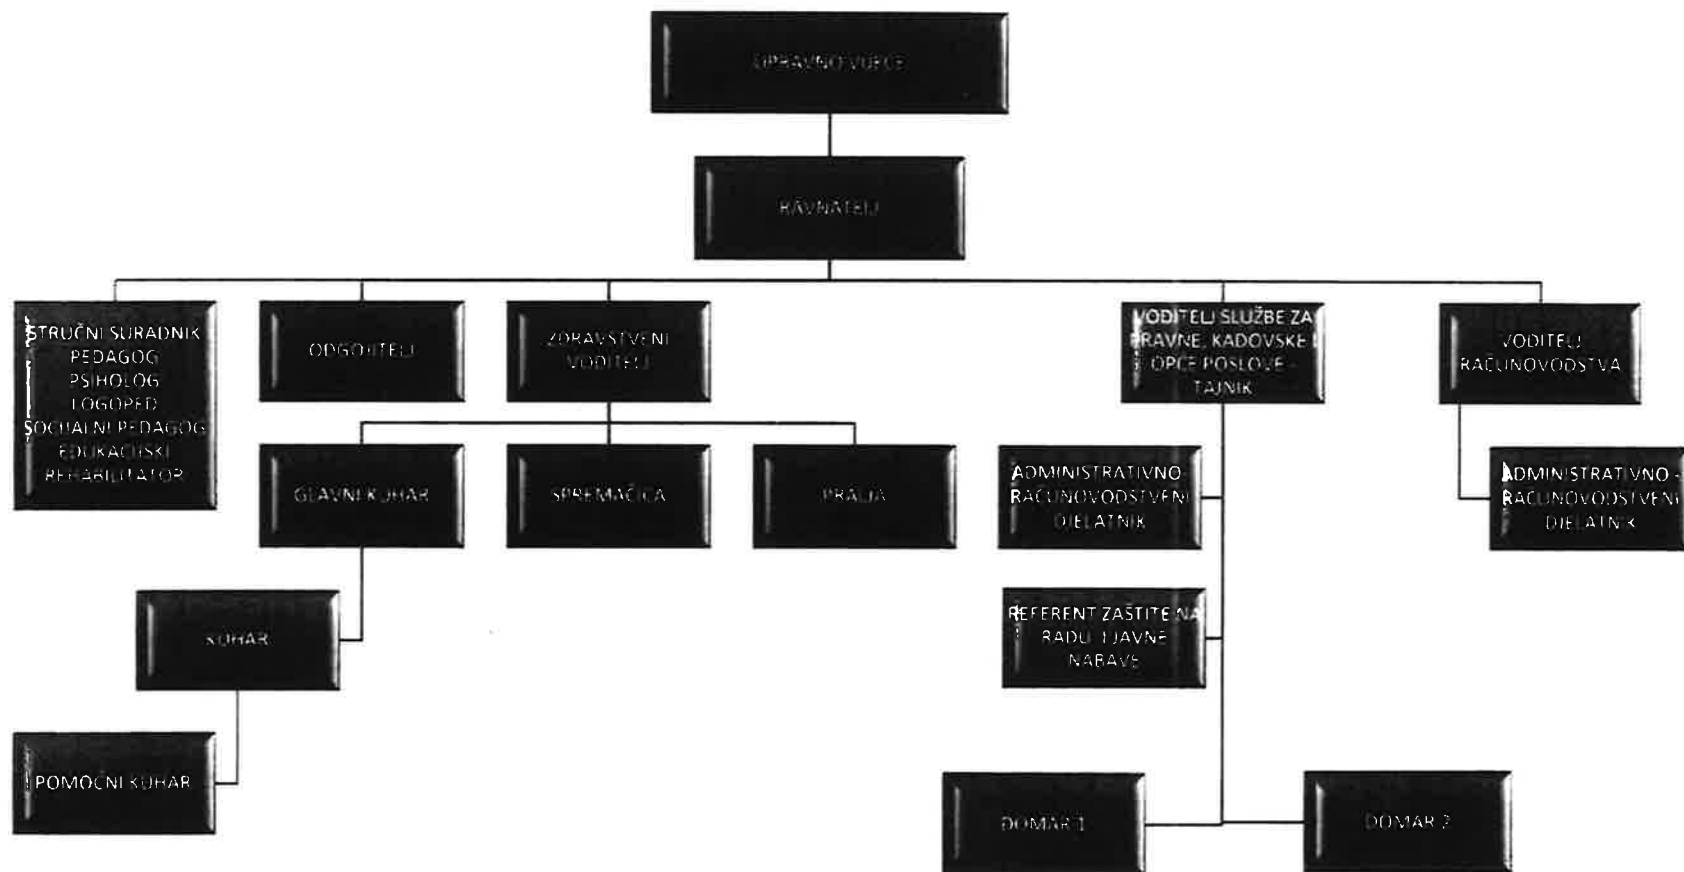 UPRAVNO VIJEĆE
RAVNATELJ
STRUČNI SURADNIK
PEDAGOG
PSIHOLOG
LOGOPED
SOCIJALNI PEDAGOG
EDUKACIJSKI
REHABILITATOR
ODGOJITELJ
ZDRAVSTVENI
VODITELJ
VODITELJ SLUŽBE ZA
PRAVNE, KADOVSKE I
OPĆE POSLOVE -
TAJNIK
VODITELJ
RAČUNOVODSTVA
GLAVNI KUHAR
SPREMAČICA
PRALJA
ADMINISTRATIVNO -
RAČUNOVODSTVENI
DJELATNIK
ADMINISTRATIVNO -
RAČUNOVODSTVENI
DJELATNIK
KUHAR
REFERENT ZAŠTITE NA
RADU I JAVNE
NABAVE
POMOĆNI KUHAR
DOMAR 1
DOMAR 2